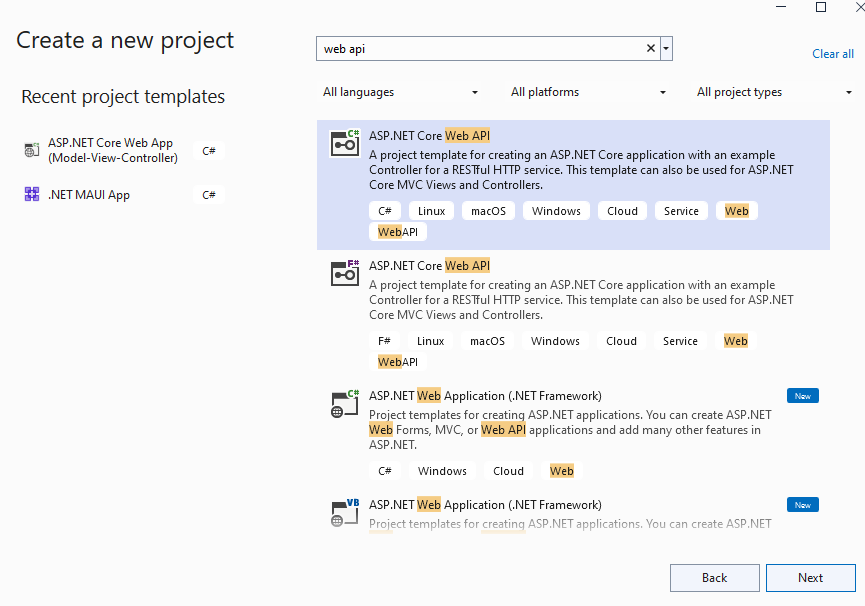 Create a new project
web api
Clear all
Recent project templates
All languages
All platforms
All project types
ASP.NET Core Web App
(Model-View-Controller)
C#
.NET MAUI App
C#
C#
ASP.NET Core Web API
A project template for creating an ASP.NET Core application with an example
Controller for a RESTful HTTP service. This template can also be used for ASP.NET
Core MVC Views and Controllers.
C# Linux macOS Windows Cloud Service Web
WebAPI
F#
ASP.NET Core Web API
A project template for creating an ASP.NET Core application with an example
Controller for a RESTful HTTP service. This template can also be used for ASP.NET
Core MVC Views and Controllers.
F# Linux macOS Windows Cloud Service Web
WebAPI
C#
ASP.NET Web Application (.NET Framework)
New
Project templates for creating ASP.NET applications. You can create ASP.NET
Web Forms, MVC, or Web API applications and add many other features in
ASP.NET.
C# Windows Cloud Web
VB
ASP.NET Web Application (.NET Framework)
New
Project templates for creating ASP.NET applications. You can create ASP.NET
Back
Next